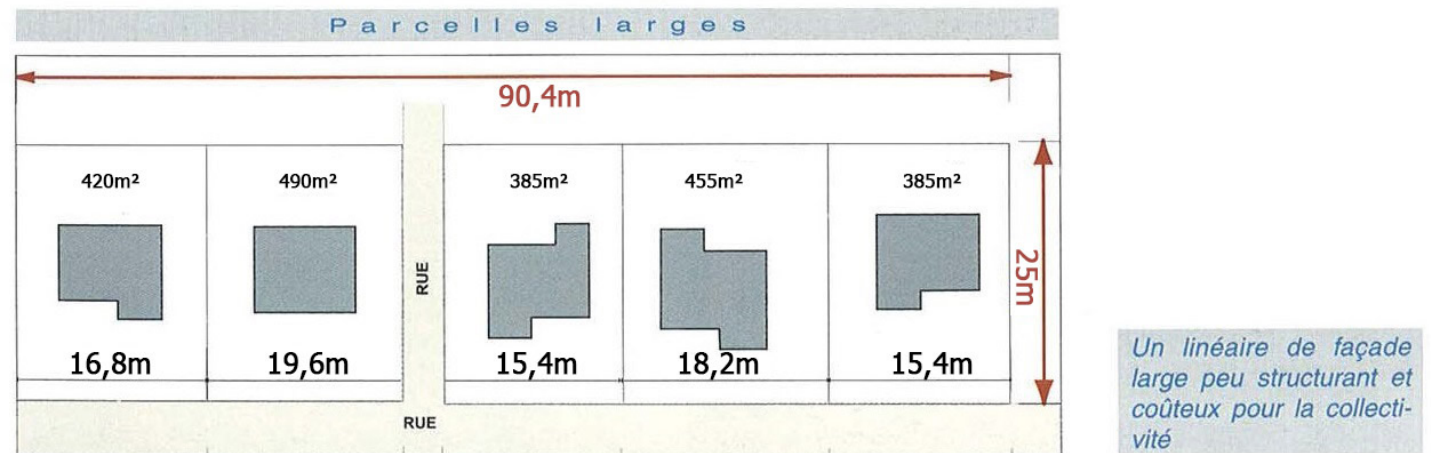 Parcelles larges
90,4m
420m² 490m² 385m² 455m² 385m²
RUE
25m
16,8m 19,6m 15,4m 18,2m 15,4m
RUE
Un linéaire de façade
large peu structurant et
coûteux pour la collecti-
vité